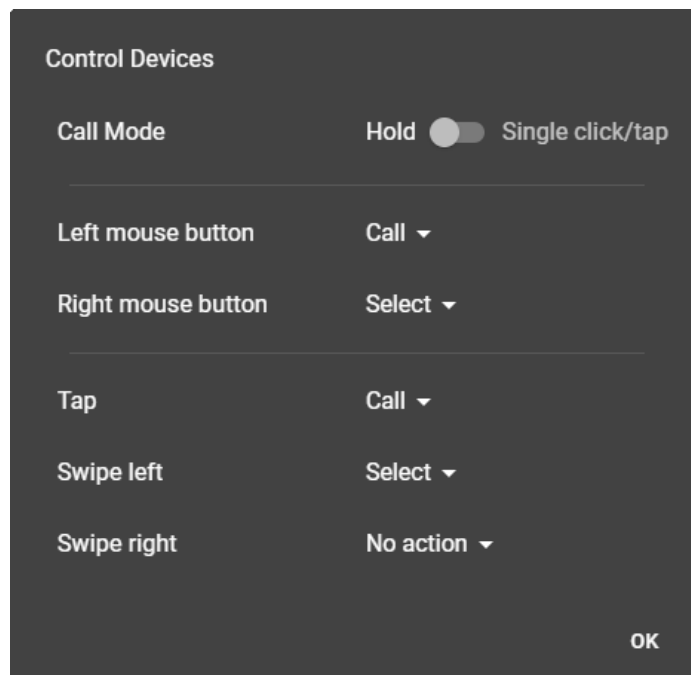 Control Devices
Call Mode Hold Single click/tap
Left mouse button Call
Right mouse button Select
Tap Call
Swipe left Select
Swipe right No action
OK